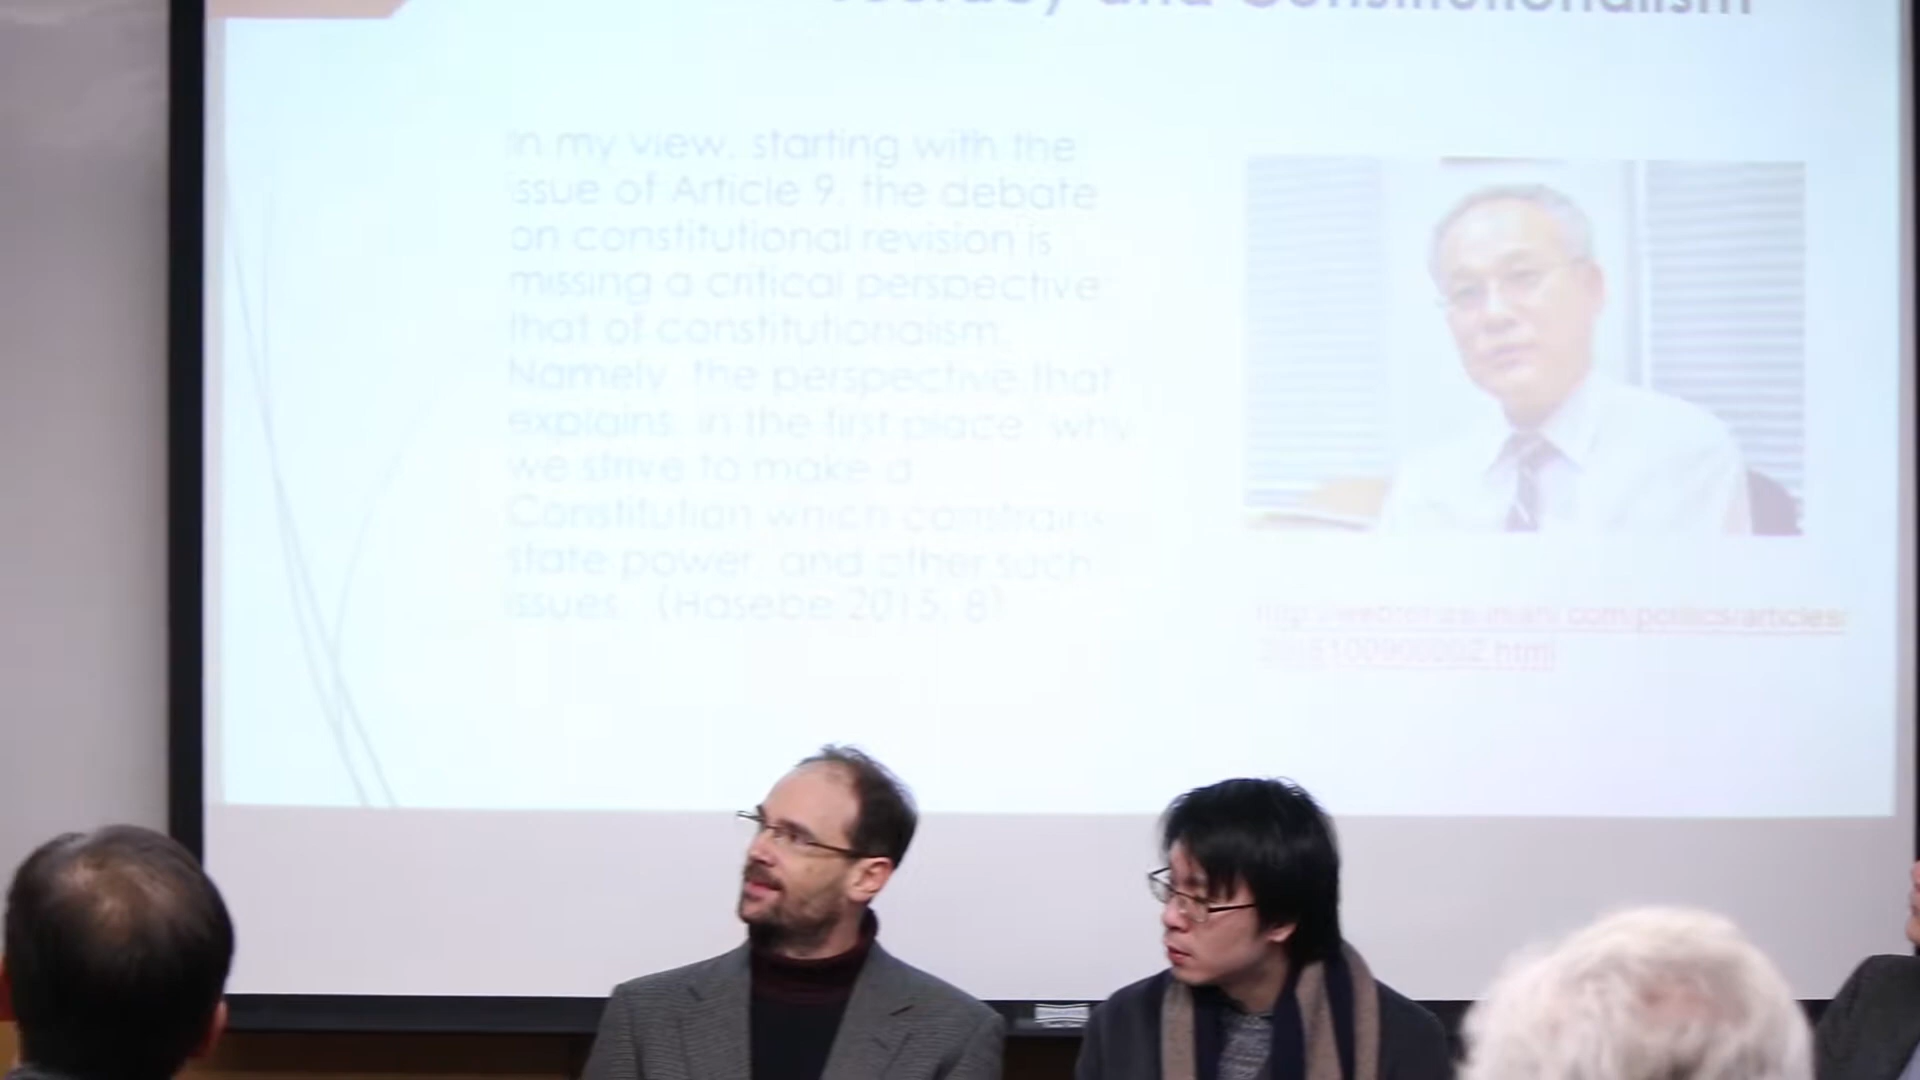 and Constitutionalism
In my view, starting with the
issue of Article 9, the debate
on constitutional revision is
missing a critical perspective
that of constitutionalism.
Namely, the perspective that
explains, in the first place, why
we strive to make a
Constitution which constrains
state power, and other such
issues. (Hasebe 2015, 8)